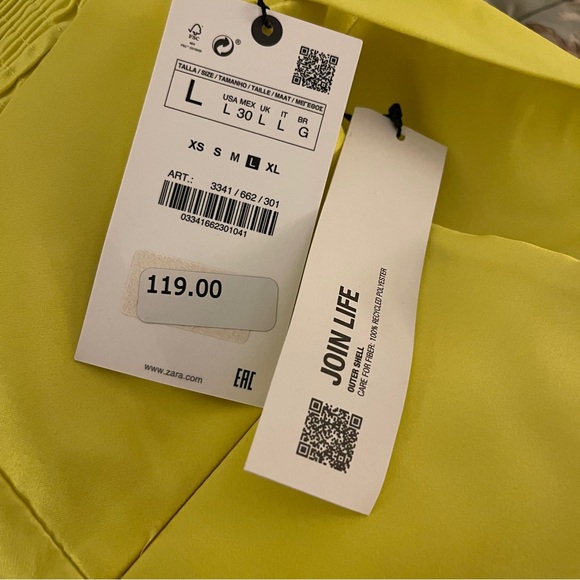 FSC
®
TALLA / SIZE / TAMANHO / TAILLE / MAAT / ΜΕΓΕΘΟΣ
L
USA MEX UK IT BR
L 30 L L G
XS S M L XL
ART.: 3341 / 662 / 301
03341662301041
119.00
www.zara.com
EAC
JOIN LIFE
OUTER SHELL
CARE FOR FIBER: 100% RECYCLED POLYESTER